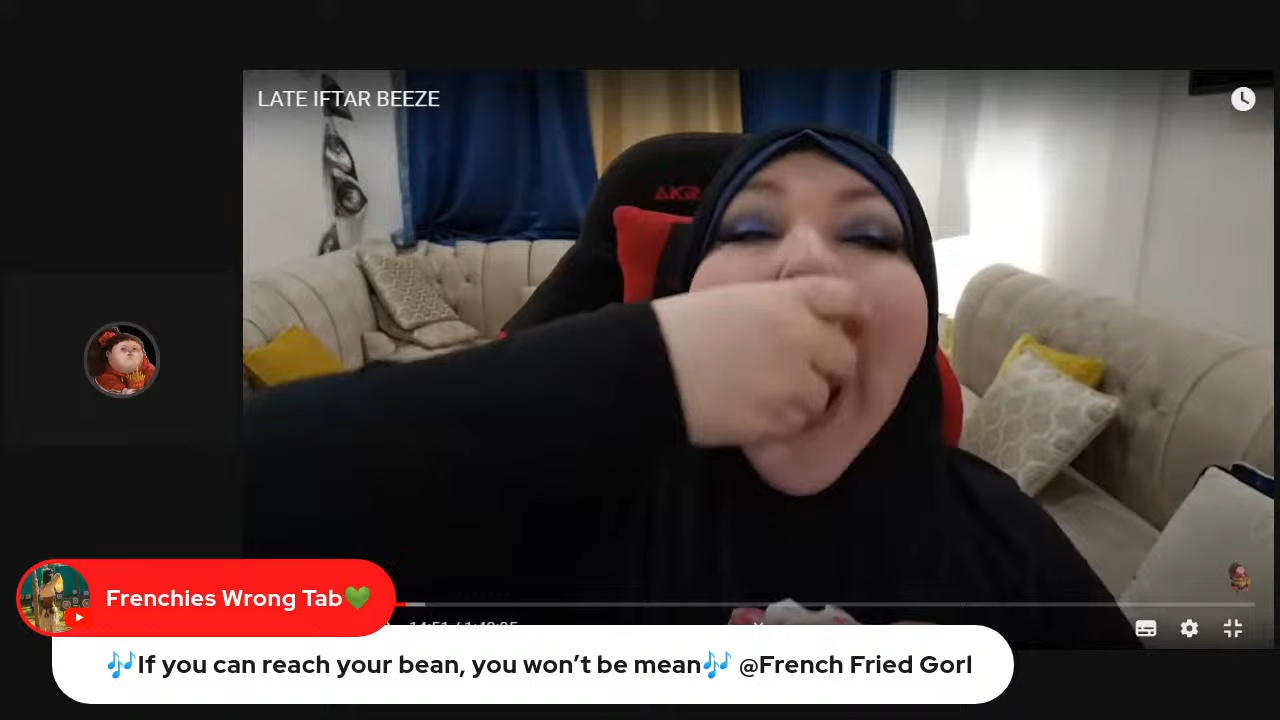 LATE IFTAR BEEZE
Frenchies Wrong Tab💚
🎶If you can reach your bean, you won’t be mean🎶 @French Fried Gorl